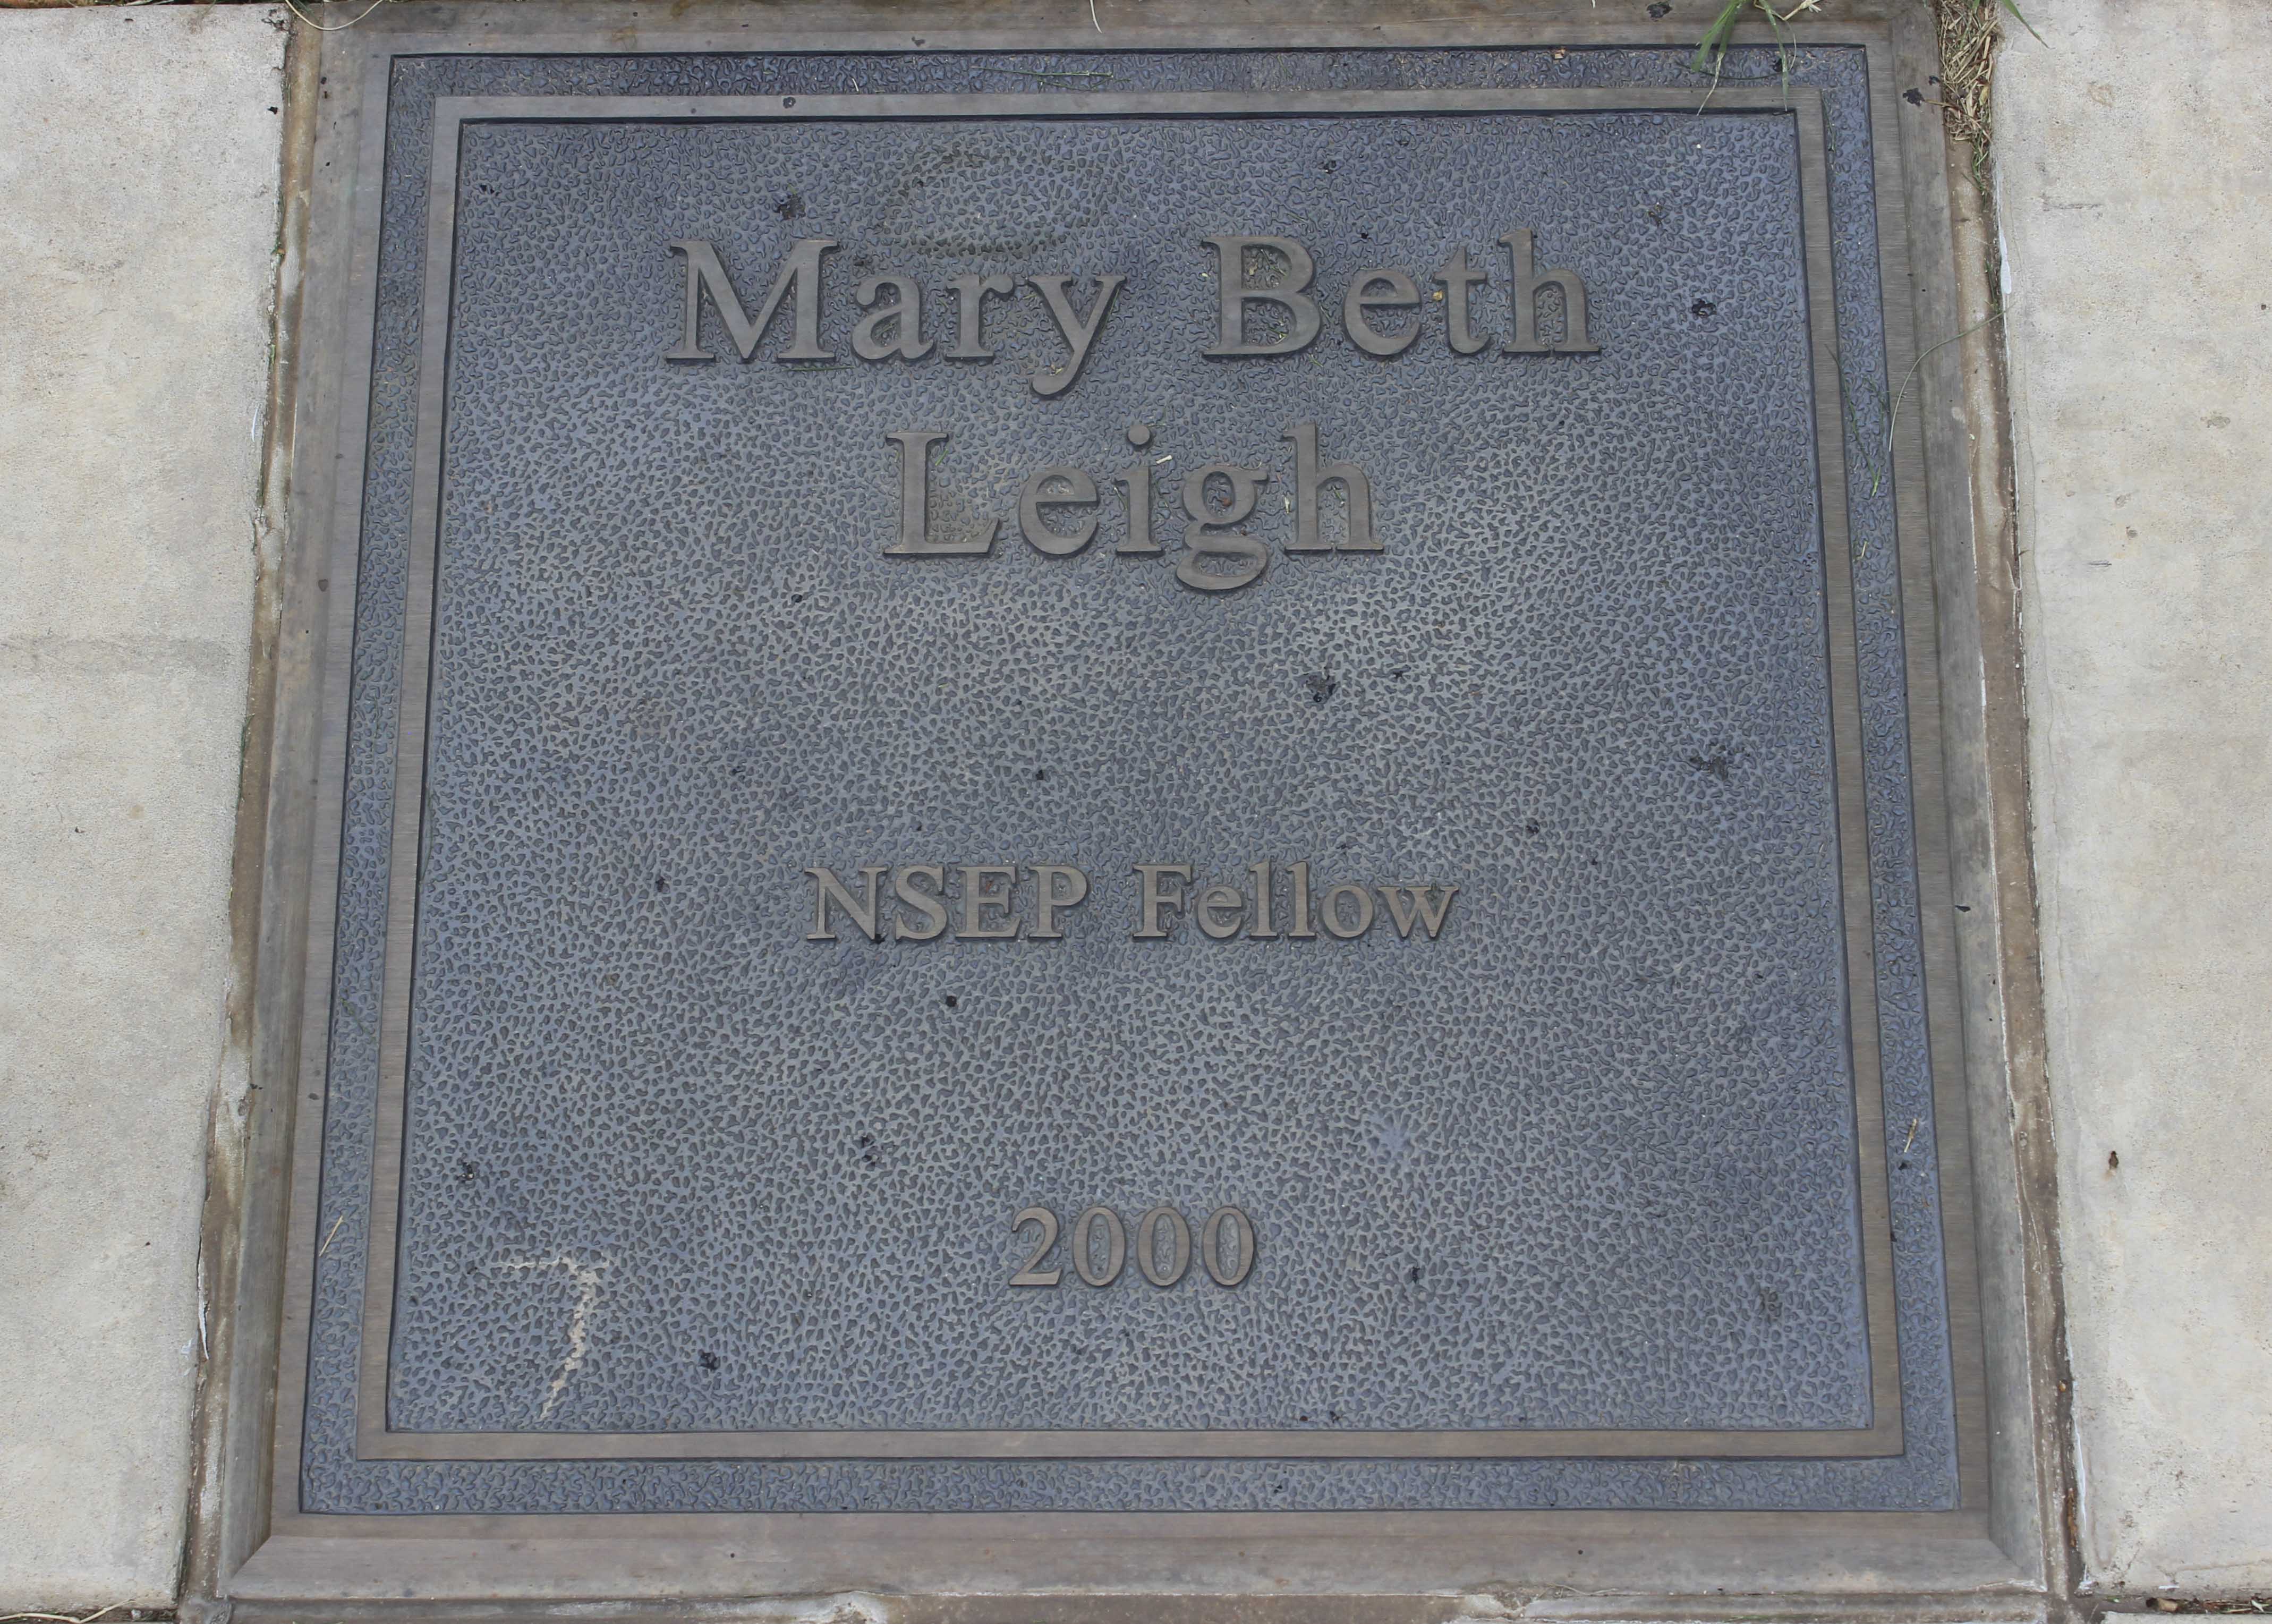 Mary Beth
Leigh
NSEP Fellow
2000